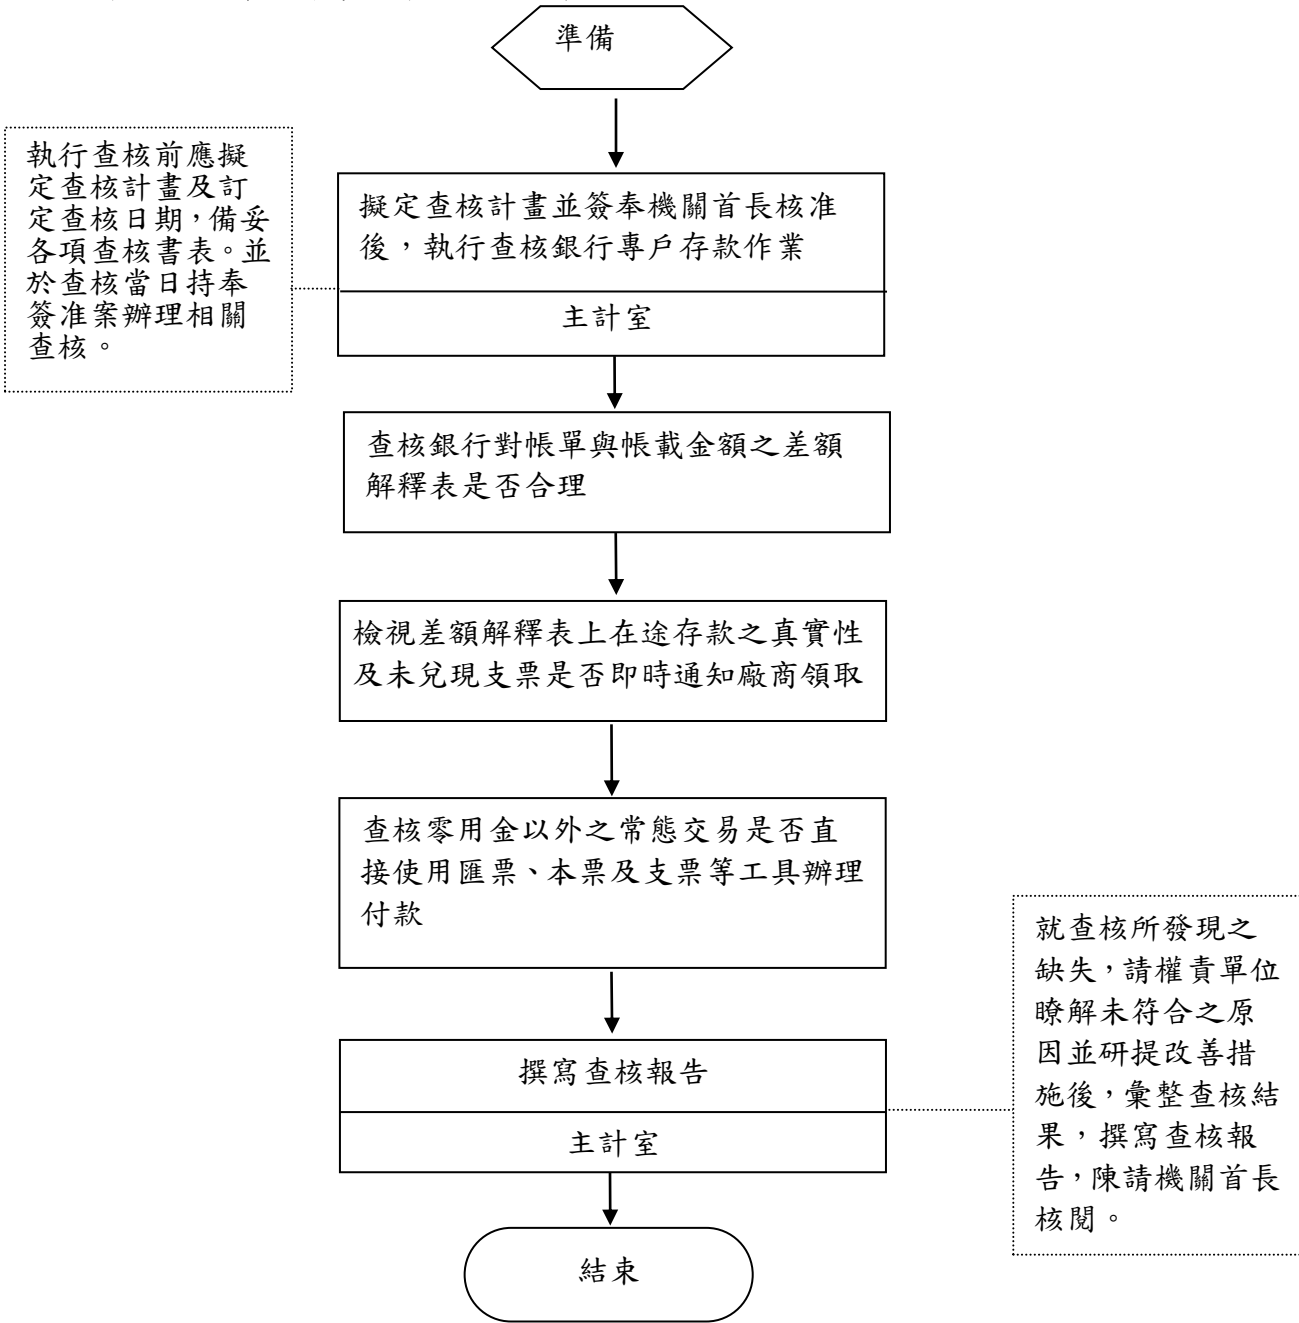 準備
執行查核前應擬
定查核計畫及訂
定查核日期，備妥
各項查核書表。並
於查核當日持奉
簽准案辦理相關
查核。
擬定查核計畫並簽奉機關首長核准
後，執行查核銀行專戶存款作業
主計室
查核銀行對帳單與帳載金額之差額
解釋表是否合理
檢視差額解釋表上在途存款之真實性
及未兌現支票是否即時通知廠商領取
查核零用金以外之常態交易是否直
接使用匯票、本票及支票等工具辦理
付款
撰寫查核報告
主計室
就查核所發現之
缺失，請權責單位
瞭解未符合之原
因並研提改善措
施後，彙整查核結
果，撰寫查核報
告，陳請機關首長
核閱。
結束